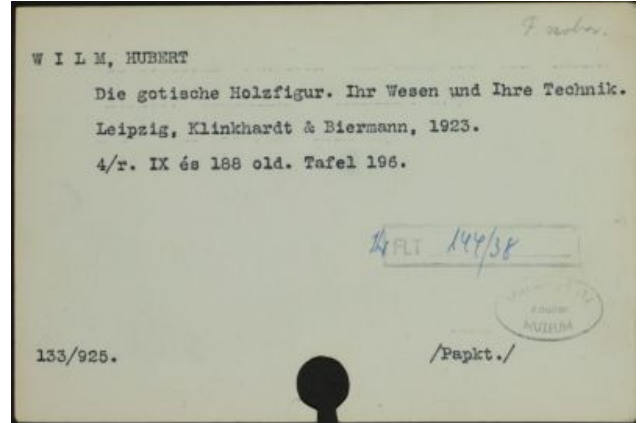 W I L M, HUBERT
Die gotische Holzfigur. Ihr Wesen und Ihre Technik.
Leipzig, Klinkhardt & Biermann, 1923.
4/r. IX és 188 old. Tafel 196.
FLT 144/38
MUZEUM
133/925.
/Papkt./